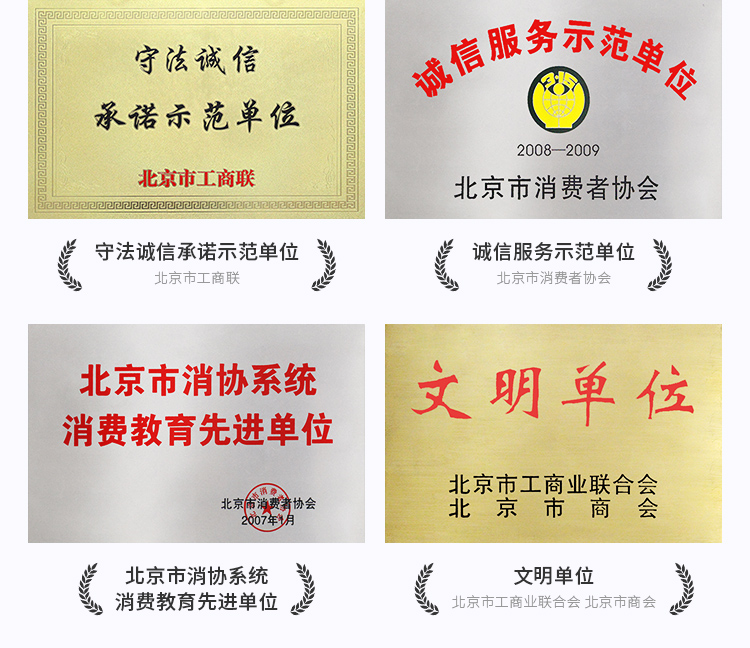 守法诚信
承诺示范单位
北京市工商联
诚信服务示范单位
2008—2009
北京市消费者协会
守法诚信承诺示范单位
北京市工商联
诚信服务示范单位
北京市消费者协会
北京市消协系统
消费教育先进单位
北京市消费者协会
2007年1月
文明单位
北京市工商业联合会
北京市商会
北京市消协系统
消费教育先进单位
文明单位
北京市工商业联合会 北京市商会